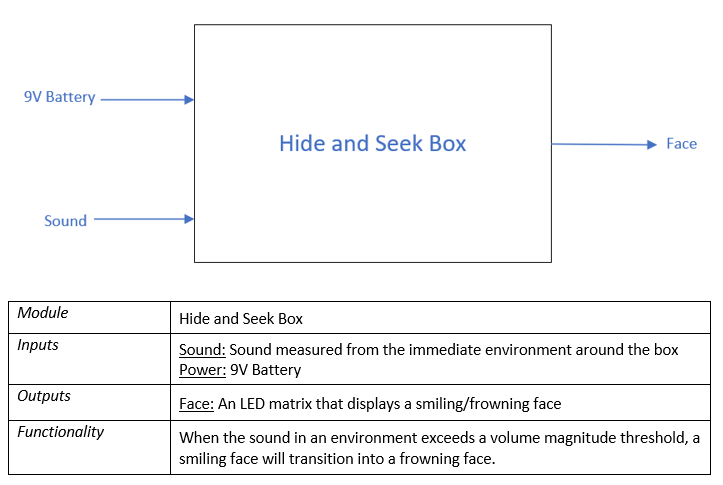 9V Battery
Hide and Seek Box
Face
Sound
Module
Hide and Seek Box
Inputs
Sound: Sound measured from the immediate environment around the box
Power: 9V Battery
Outputs
Face: An LED matrix that displays a smiling/frowning face
Functionality
When the sound in an environment exceeds a volume magnitude threshold, a
smiling face will transition into a frowning face.